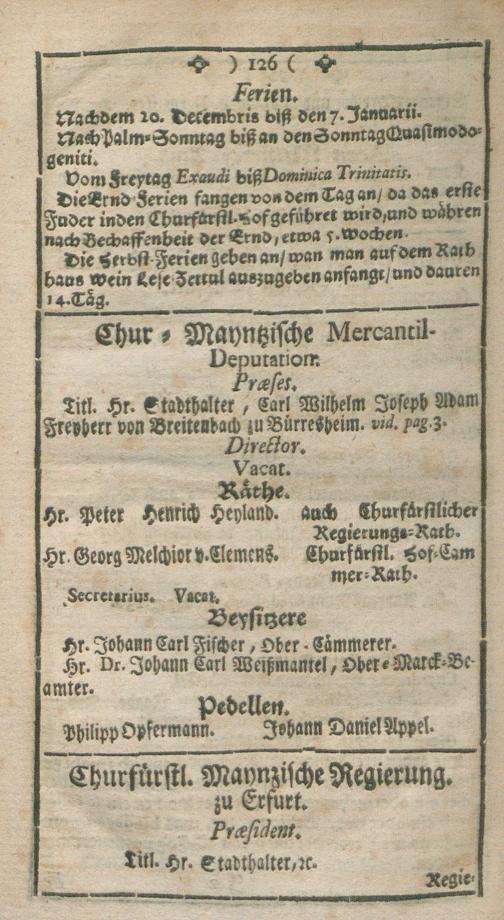 ) 126 (
Ferien.
Nachdem 20. Decembris biß den 7. Januarii.
Nach Palm-Sonntag biß an den Sonntag Quasimodo-
geniti.
Vom Freytag Exaudi biß Dominica Trinitatis.
Die Ernd-Ferien fangen von dem Tag an/ da das erste
Fuder in den Churfürstl. Hof geführet wird, und währen
nach Beschaffenheit der Ernd, etwa 5. Wochen.
Die Herbst-Ferien gehen an/ wan man auf dem Rath
haus Wein Lese-Zettul auszugeben anfangt/ und dauren
14. Täg.
Chur-Mayntzische Mercantil-
Deputation.
Præses.
Titl. Hr. Stadthalter, Carl Wilhelm Joseph Adam
Freyherr von Breitenbach zu Bürresheim. vid. pag. 3.
Director.
Vacat.
Räthe.
Hr. Peter Henrich Heyland. auch Churfürstlicher
Regierungs-Rath.
Hr. Georg Melchior v. Clemens. Churfürstl. Hof-Cam
mer-Rath.
Secretarius. Vacat.
Beysitzere
Hr. Johann Carl Fischer, Ober-Cämmerer.
Hr. Dr. Johann Carl Weißmantel, Ober-Marck-Be-
amter.
Pedellen.
Philipp Opfermann. Johann Daniel Appel.
Churfürstl. Maynzische Regierung.
zu Erfurt.
Præsident.
Titl. Hr. Stadthalter, ꝛc.
Regie-